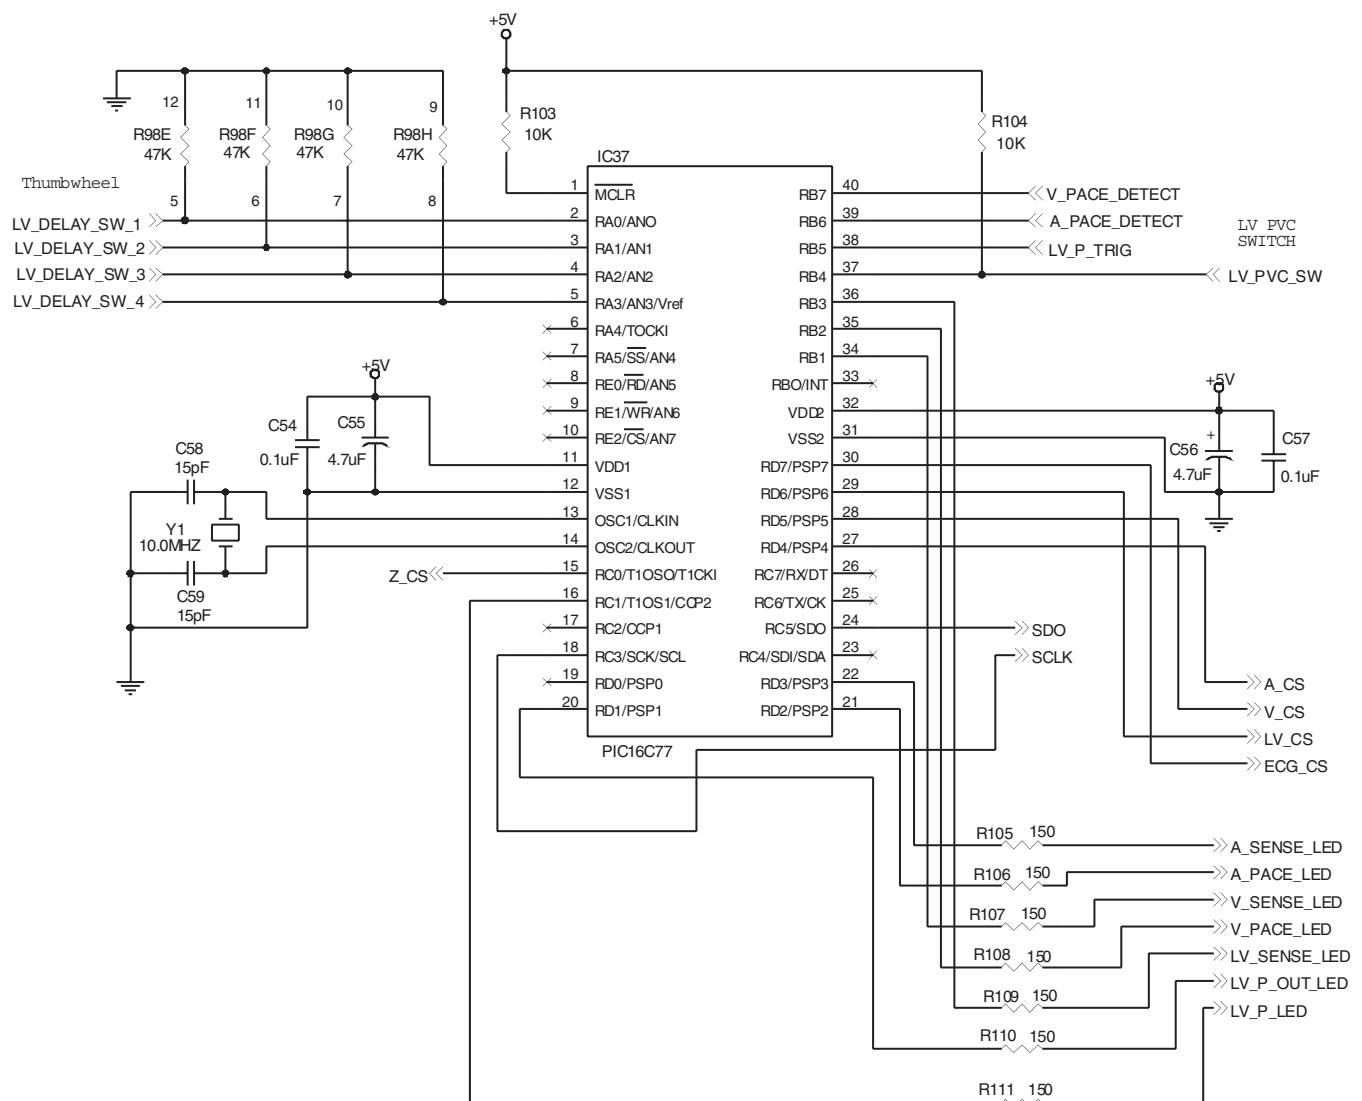 +5V
12
11
10
9
R103
10K
R104
10K
R98E
47K
R98F
47K
R98G
47K
R98H
47K
IC37
Thumbwheel
5
6
7
8
LV_DELAY_SW_1
LV_DELAY_SW_2
LV_DELAY_SW_3
LV_DELAY_SW_4
1 MCLR
2 RA0/ANO
3 RA1/AN1
4 RA2/AN2
5 RA3/AN3/Vref
6 RA4/TOCKI
7 RA5/SS/AN4
8 RE0/RD/AN5
9 RE1/WR/AN6
10 RE2/CS/AN7
11 VDD1
12 VSS1
13 OSC1/CLKIN
14 OSC2/CLKOUT
15 RC0/T1OSO/T1CKI
16 RC1/T1OS1/CCP2
17 RC2/CCP1
18 RC3/SCK/SCL
19 RD0/PSP0
20 RD1/PSP1
RB7 40
RB6 39
RB5 38
RB4 37
RB3 36
RB2 35
RB1 34
RBO/INT 33
VDD2 32
VSS2 31
RD7/PSP7 30
RD6/PSP6 29
RD5/PSP5 28
RD4/PSP4 27
RC7/RX/DT 26
RC6/TX/CK 25
RC5/SDO 24
RC4/SDI/SDA 23
RD3/PSP3 22
RD2/PSP2 21
PIC16C77
V_PACE_DETECT
A_PACE_DETECT
LV_P_TRIG
LV PVC
SWITCH
LV_PVC_SW
+5V
C54
0.1uF
C55
4.7uF
C58
15pF
Y1
10.0MHZ
C59
15pF
Z_CS
+5V
+
C56
4.7uF
C57
0.1uF
SDO
SCLK
A_CS
V_CS
LV_CS
ECG_CS
R105 150
A_SENSE_LED
R106 150
A_PACE_LED
R107 150
V_SENSE_LED
R108 150
V_PACE_LED
R109 150
LV_SENSE_LED
R110 150
LV_P_OUT_LED
R111 150
LV_P_LED